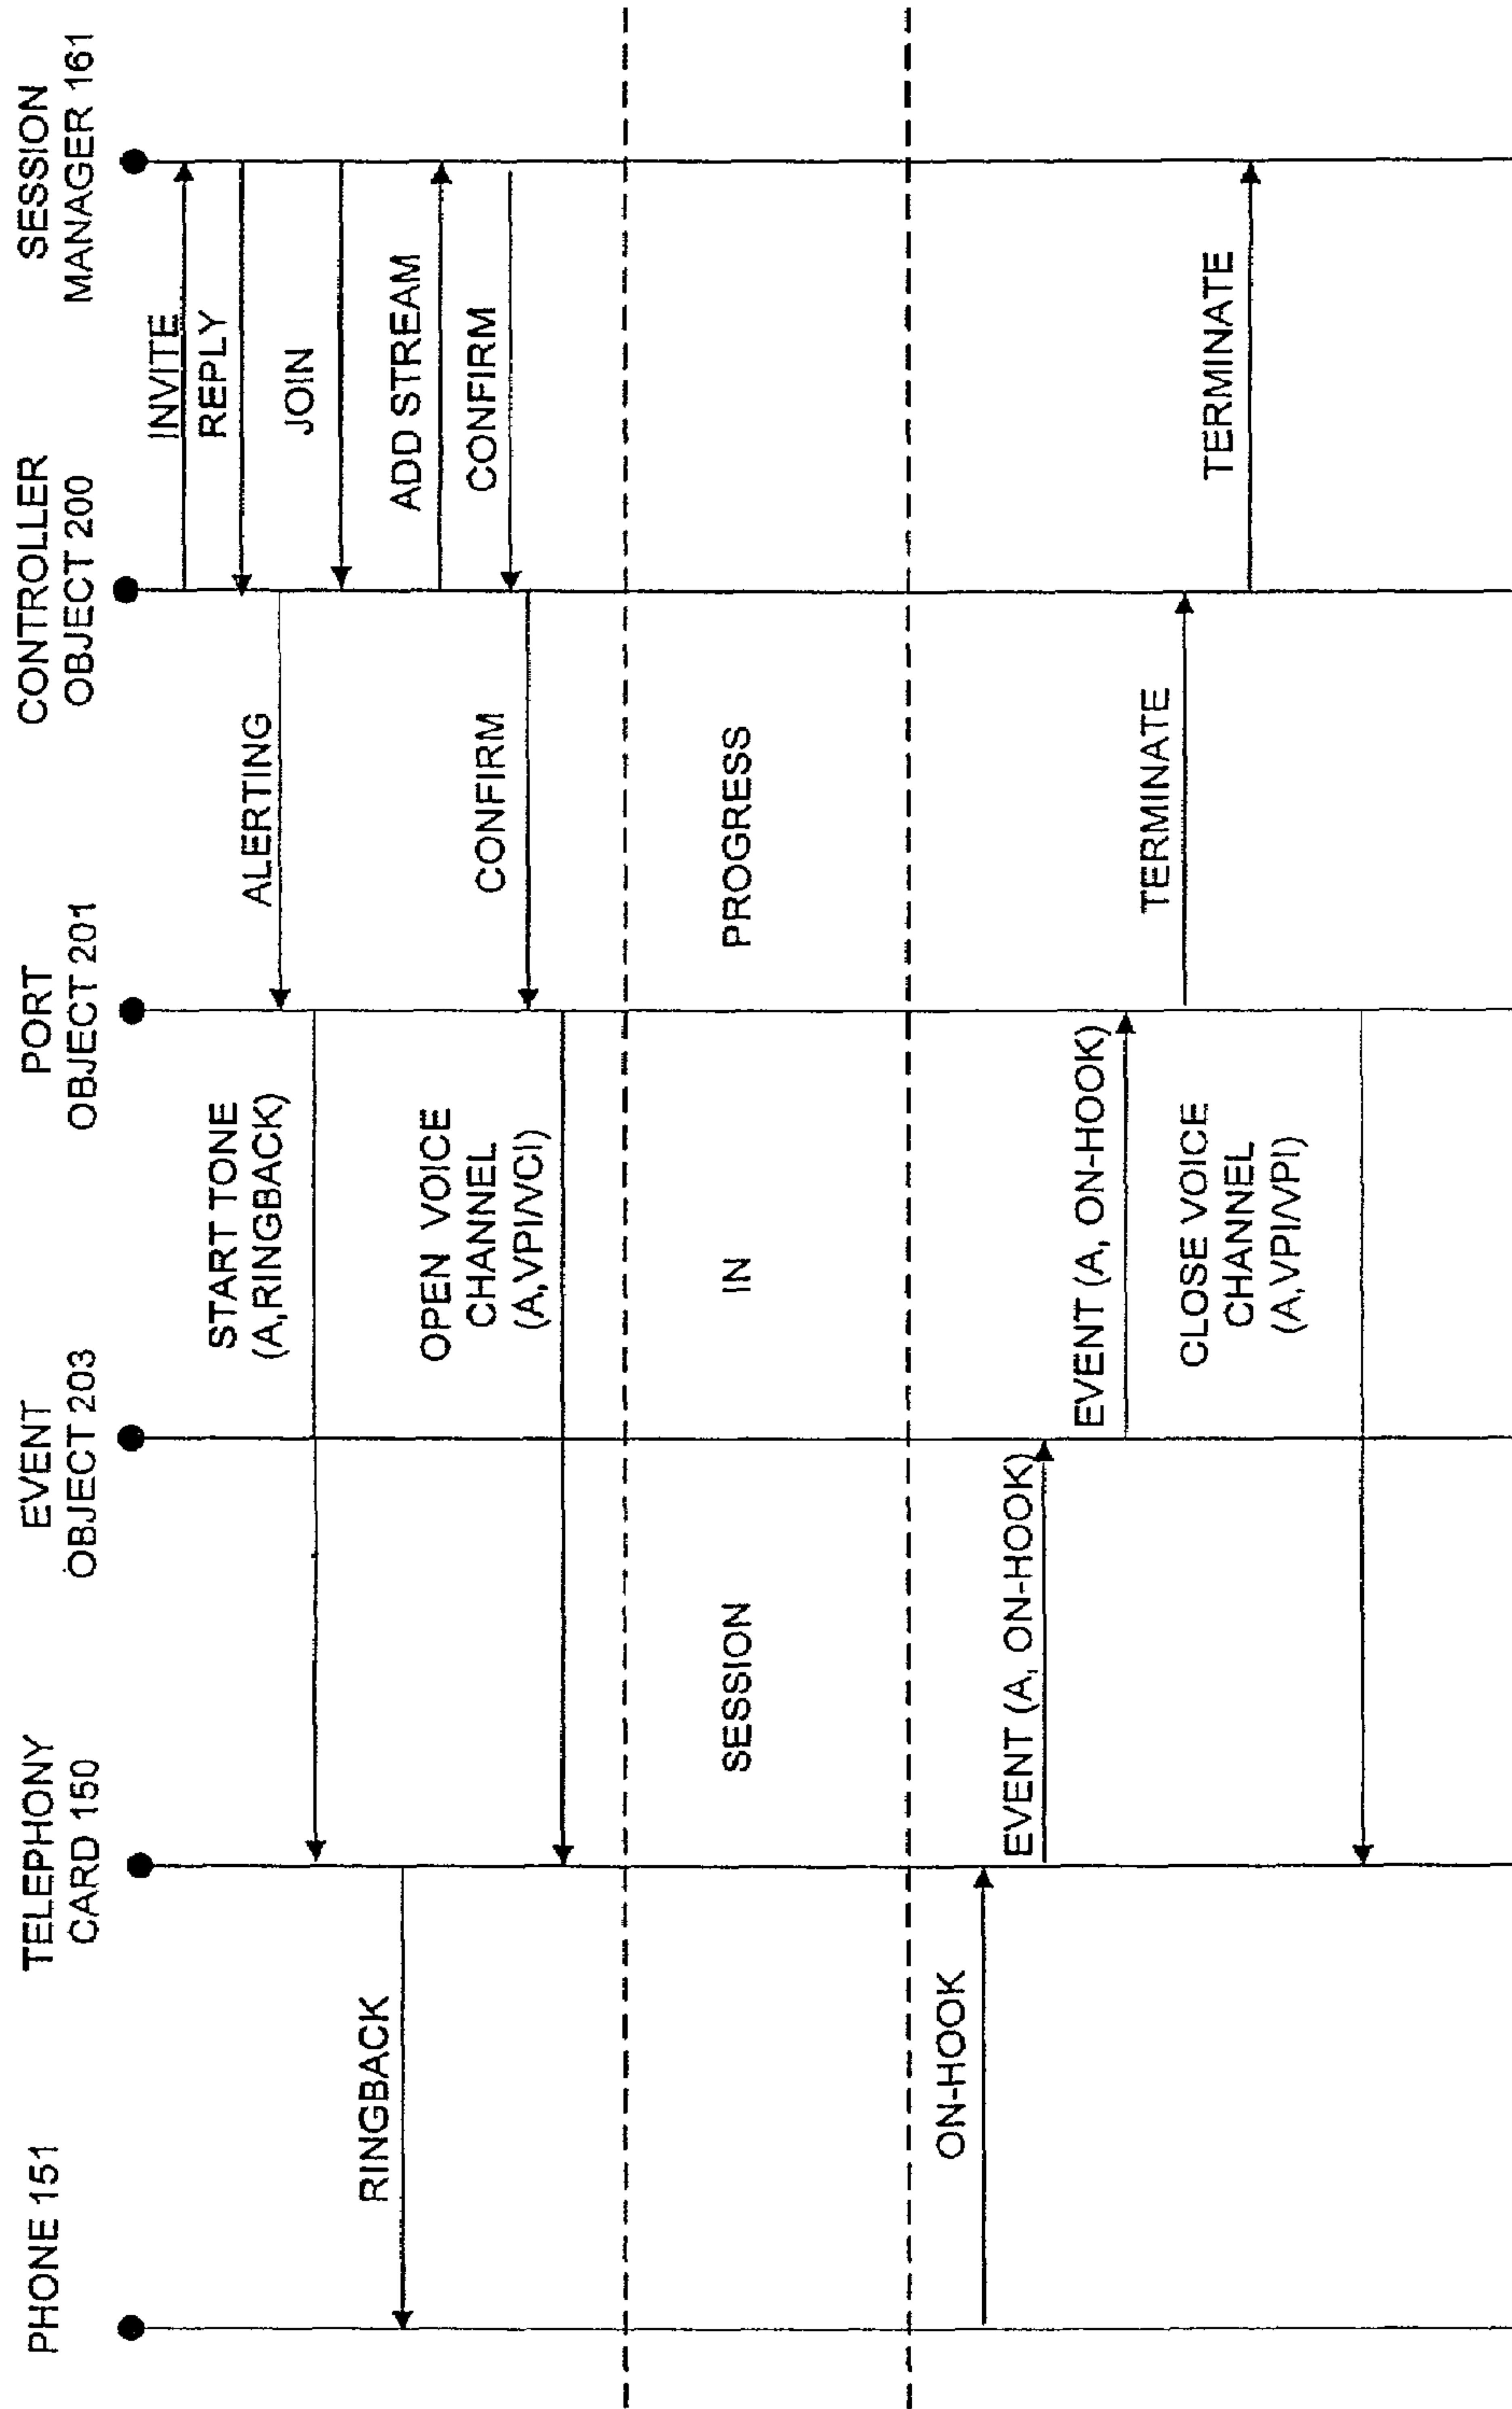 PHONE 151
TELEPHONY
CARD 150
EVENT
OBJECT 203
PORT
OBJECT 201
CONTROLLER
OBJECT 200
SESSION
MANAGER 161
INVITE
REPLY
ALERTING
START TONE
(A,RINGBACK)
JOIN
RINGBACK
ADD STREAM
CONFIRM
CONFIRM
OPEN VOICE
CHANNEL
(A,VPI/VCI)
SESSION IN PROGRESS
ON-HOOK
EVENT (A, ON-HOOK)
EVENT (A, ON-HOOK)
TERMINATE
TERMINATE
CLOSE VOICE
CHANNEL
(A,VPI/VPI)